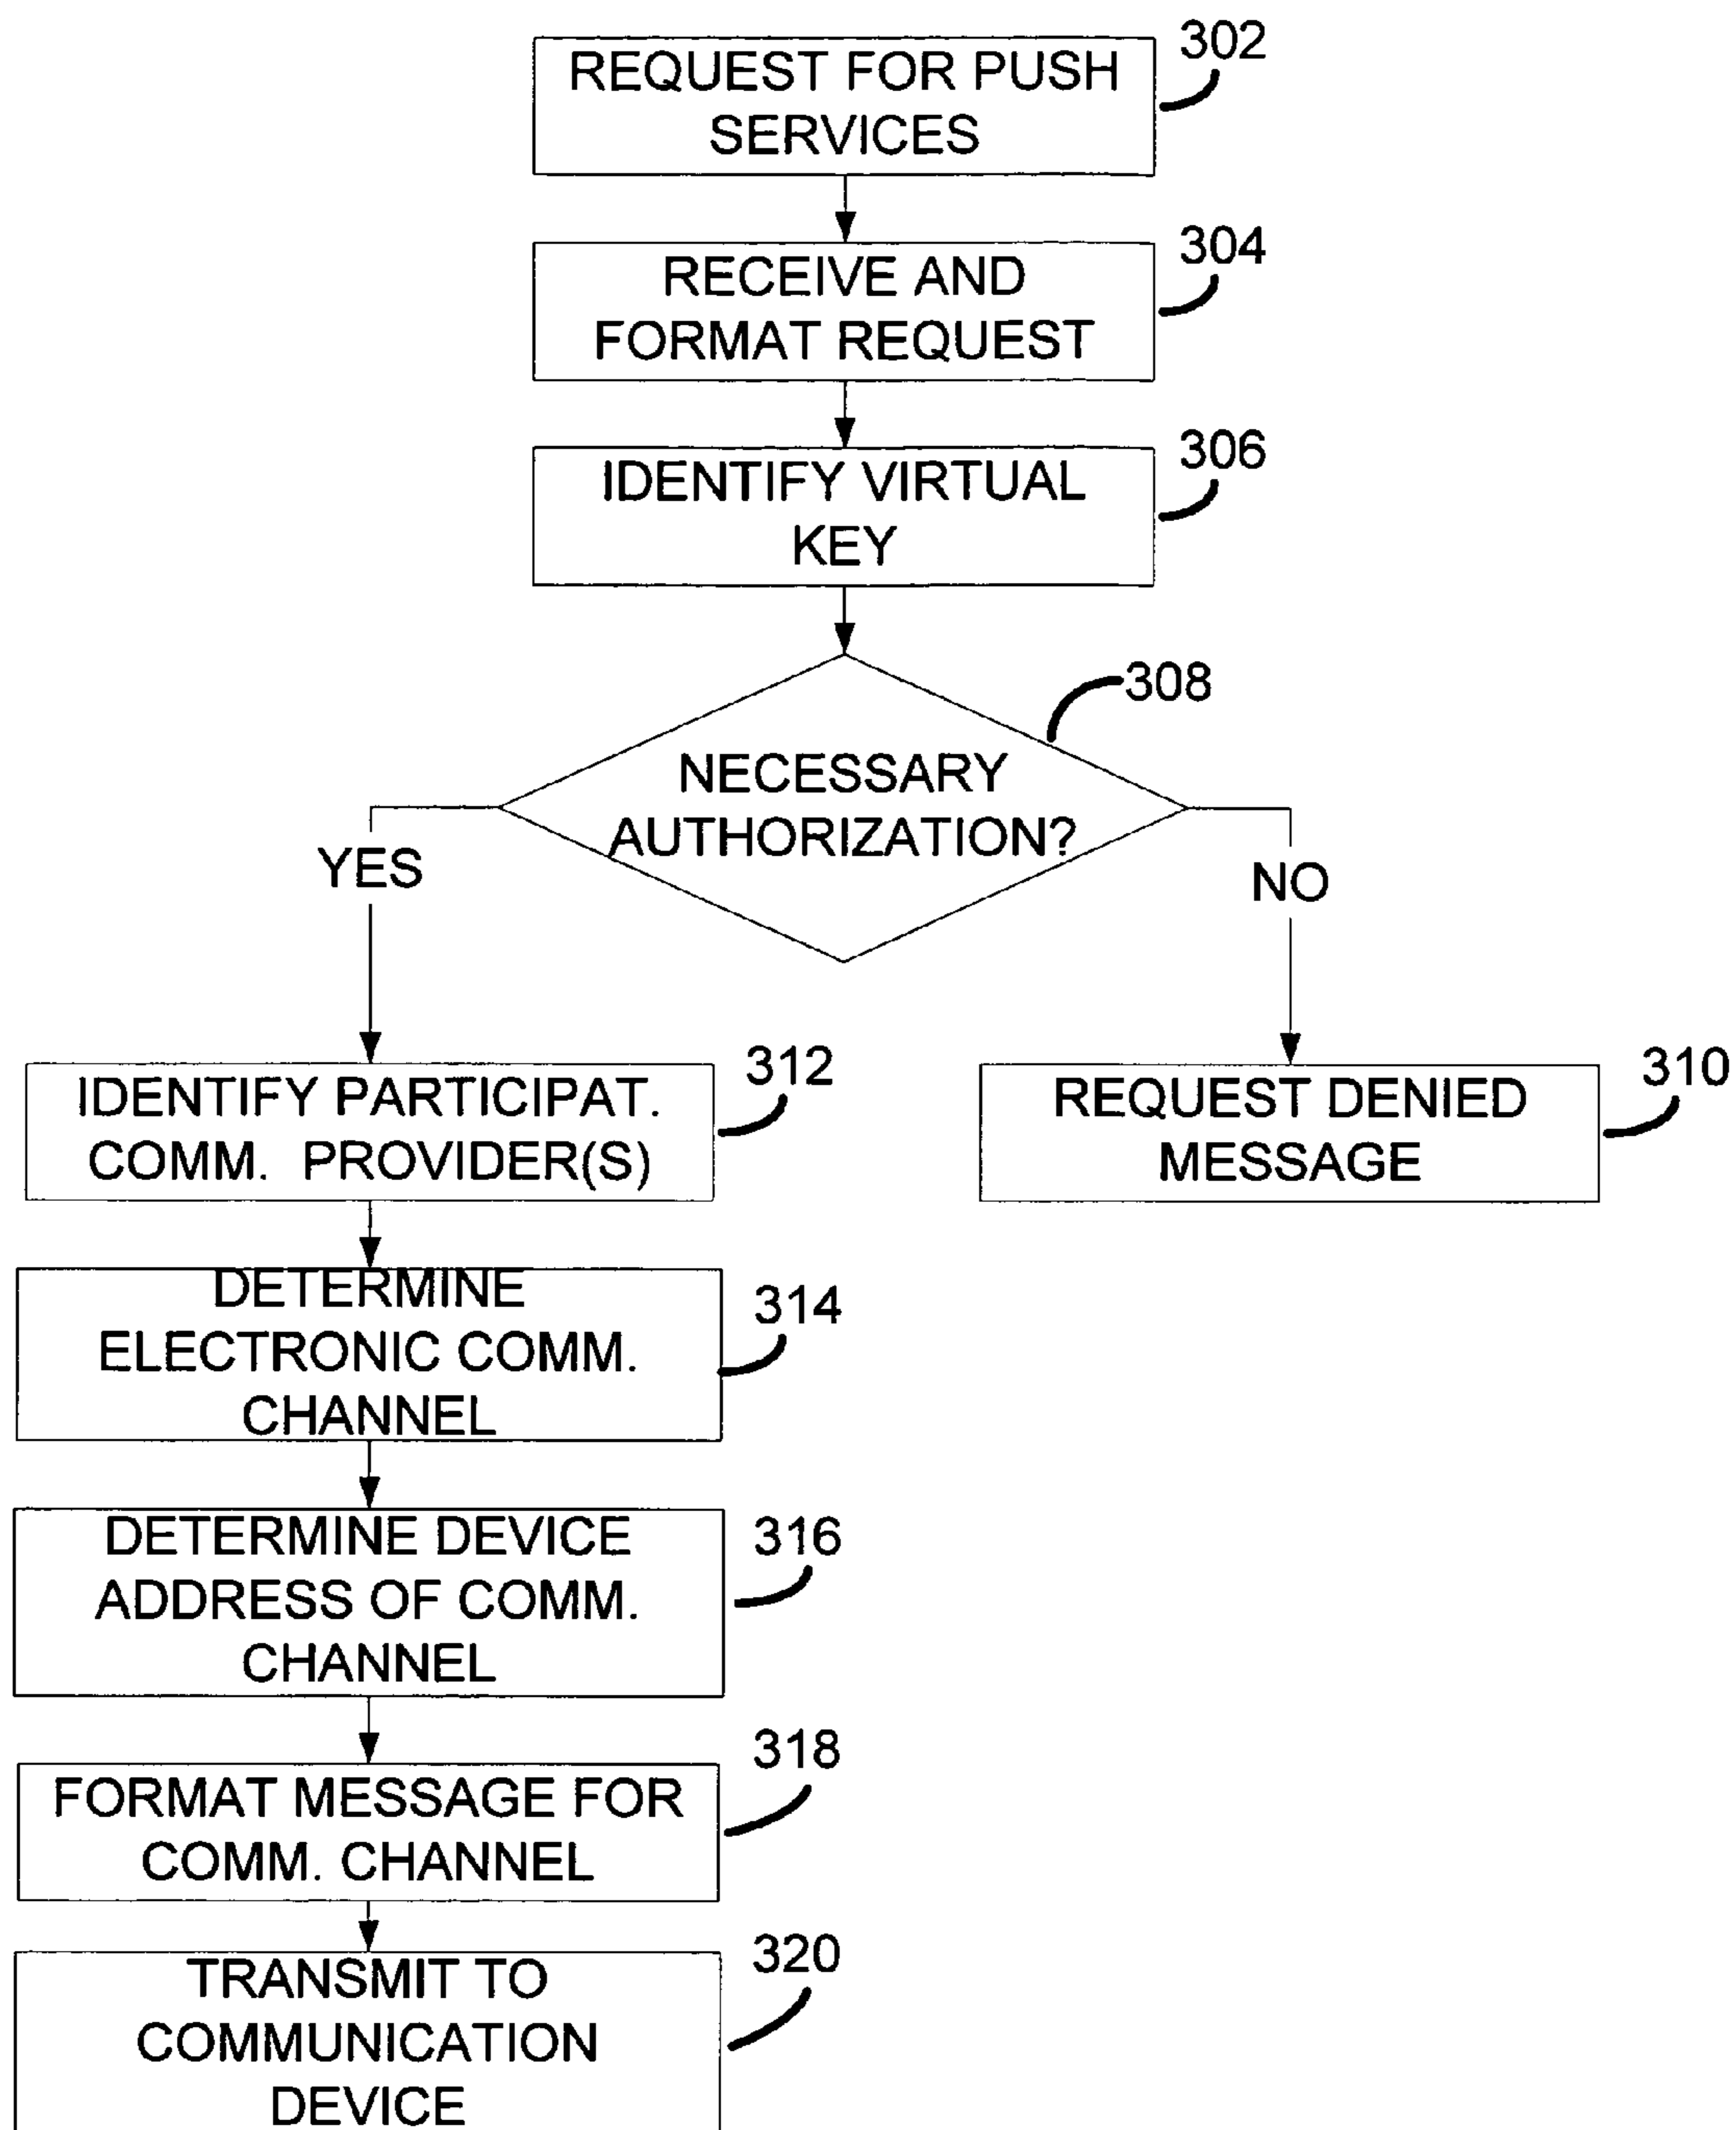 REQUEST FOR PUSH
SERVICES
302
RECEIVE AND
FORMAT REQUEST
304
IDENTIFY VIRTUAL
KEY
306
308
NECESSARY
AUTHORIZATION?
YES
NO
IDENTIFY PARTICIPAT.
COMM. PROVIDER(S)
312
REQUEST DENIED
MESSAGE
310
DETERMINE
ELECTRONIC COMM.
CHANNEL
314
DETERMINE DEVICE
ADDRESS OF COMM.
CHANNEL
316
FORMAT MESSAGE FOR
COMM. CHANNEL
318
TRANSMIT TO
COMMUNICATION
DEVICE
320